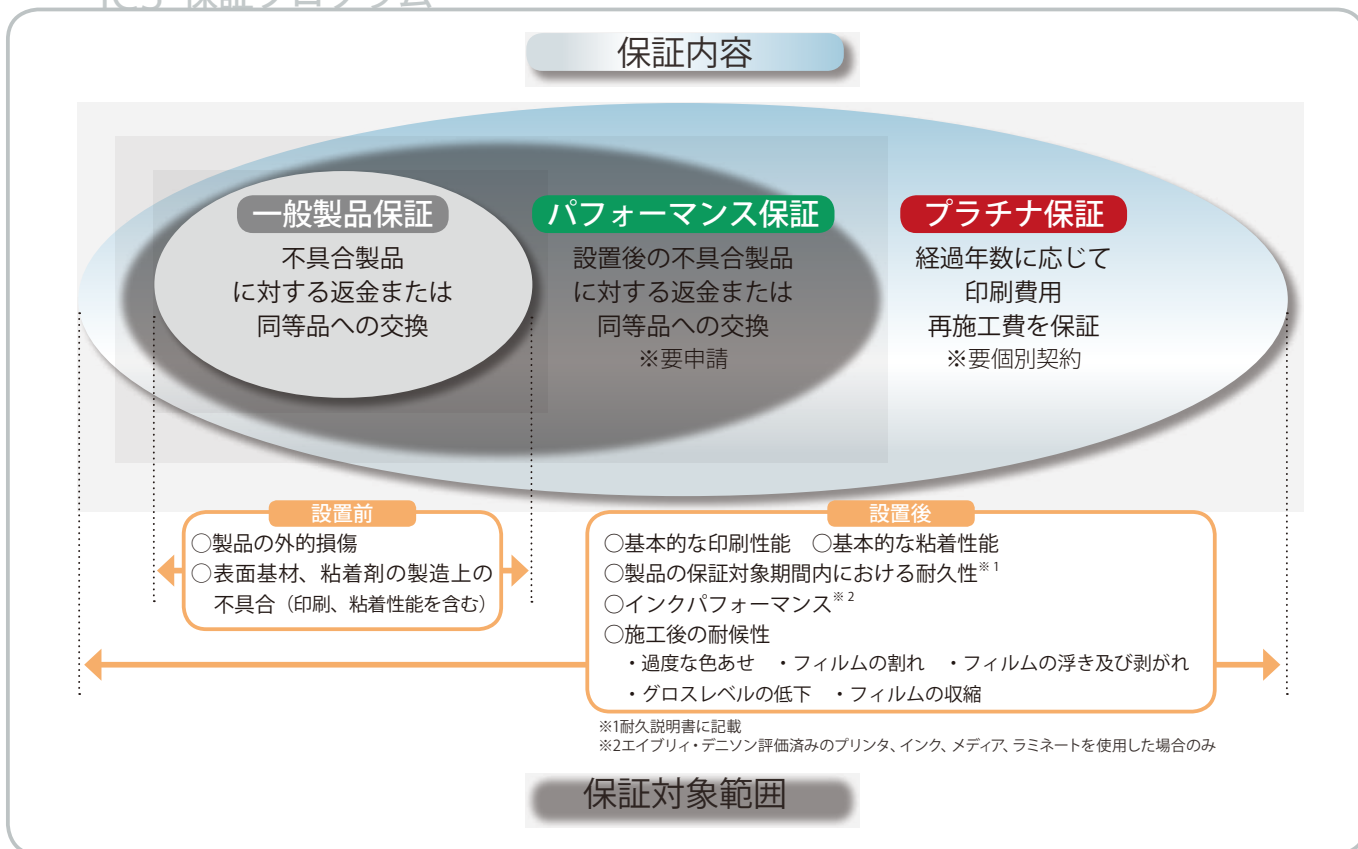 ICS 保証プログラム
保証内容
一般製品保証
不具合製品
に対する返金または
同等品への交換
パフォーマンス保証
設置後の不具合製品
に対する返金または
同等品への交換
※要申請
プラチナ保証
経過年数に応じて
印刷費用
再施工費を保証
※要個別契約
設置前
○製品の外的損傷
○表面基材、粘着剤の製造上の
不具合（印刷、粘着性能を含む）
設置後
○基本的な印刷性能 ○基本的な粘着性能
○製品の保証対象期間内における耐久性※1
○インクパフォーマンス※2
○施工後の耐候性
・過度な色あせ ・フィルムの割れ ・フィルムの浮き及び剥がれ
・グロスレベルの低下 ・フィルムの収縮
※1耐久説明書に記載
※2エイブリィ・デニソン評価済みのプリンタ、インク、メディア、ラミネートを使用した場合のみ
保証対象範囲